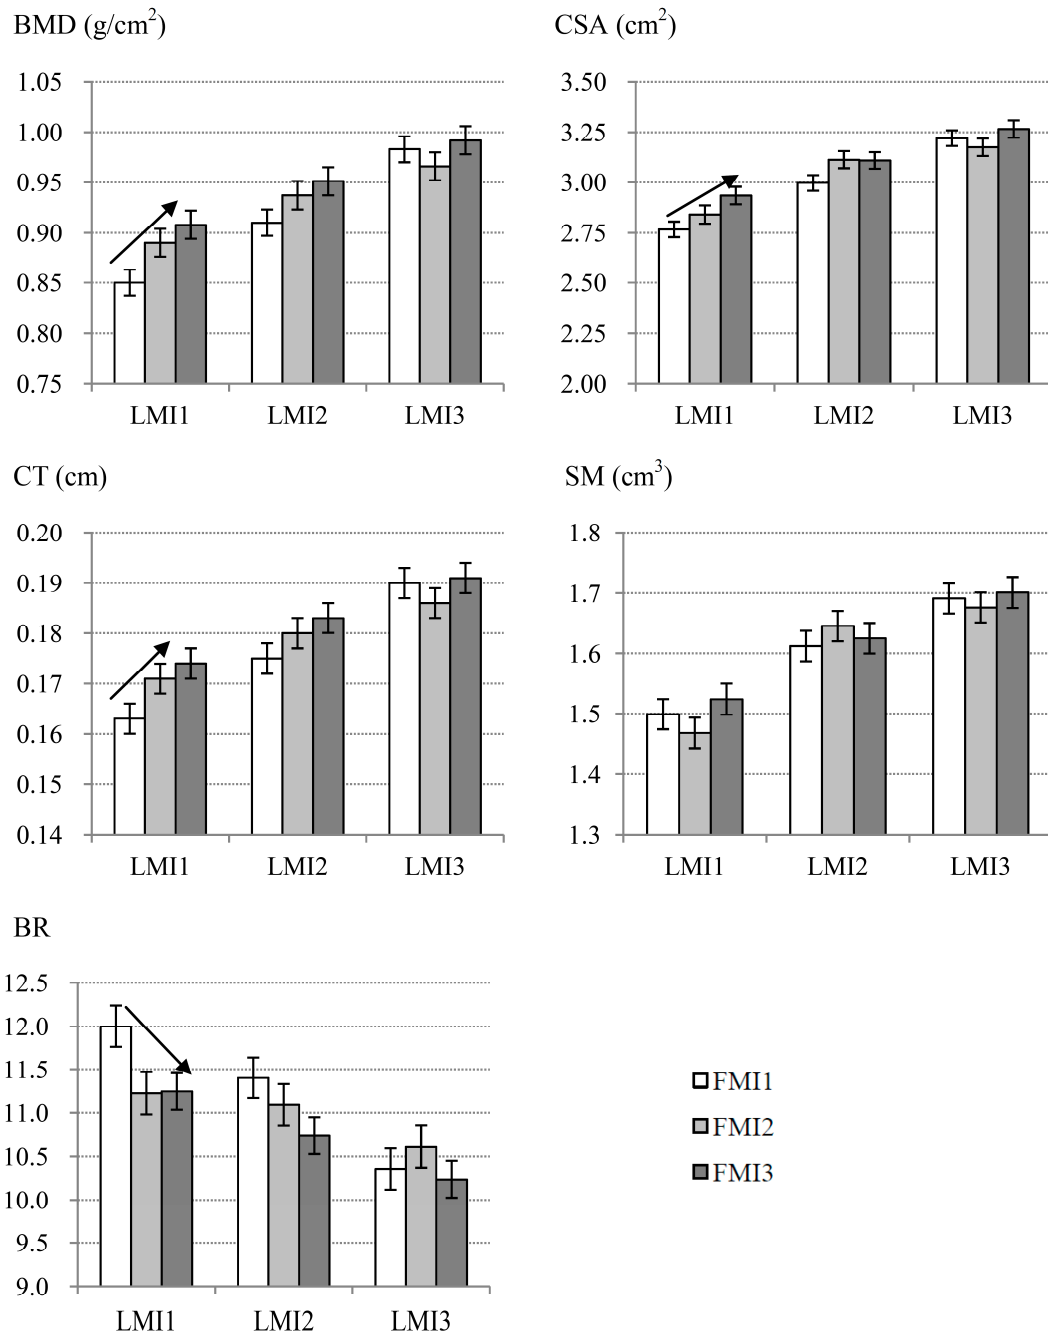 BMD (g/cm²)
1.05
1.00
0.95
0.90
0.85
0.80
0.75
LMI1 LMI2 LMI3
CSA (cm²)
3.50
3.25
3.00
2.75
2.50
2.25
2.00
LMI1 LMI2 LMI3
CT (cm)
0.20
0.19
0.18
0.17
0.16
0.15
0.14
LMI1 LMI2 LMI3
SM (cm³)
1.8
1.7
1.6
1.5
1.4
1.3
LMI1 LMI2 LMI3
BR
12.5
12.0
11.5
11.0
10.5
10.0
9.5
9.0
LMI1 LMI2 LMI3
FMI1
FMI2
FMI3